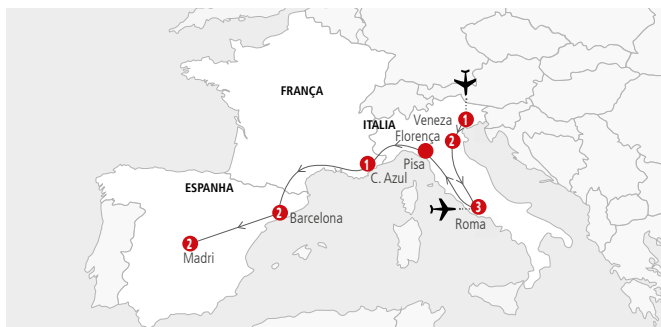 FRANÇA
ITALIA
Veneza 1
Florença 2
Pisa
1
C. Azul
ESPANHA
3
Roma
2 Barcelona
2
Madri